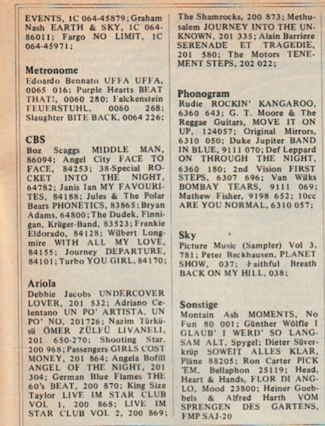 EVENTS, 1C 064-45879; Graham
Nash EARTH & SKY, 1C 064-
86011; Fargo NO LIMIT, 1C
064-45971;
Metronome
Edoardo Bennato UFFA UFFA,
0065 016; Purple Hearts BEAT
THAT!, 0060 280; Falckenstein
FEUERSTUHL, 0060 268;
Slaughter BITE BACK, 0064 226;
CBS
Boz Scaggs MIDDLE MAN,
86094; Angel City FACE TO
FACE, 84253; 38-Special RO-
CKET INTO THE NIGHT,
64782; Janis Ian MY FAVOURI-
TES, 84188; Jules & The Polar
Bears PHONETICS, 83865; Bryan
Adams, 64800; The Dudek, Finni-
gan, Krüger-Band, 83523; Frankie
Eldorado, 84128; Wilbert Long-
mire WITH ALL MY LOVE,
84155; Journey DEPARTURE,
84101; Turbo YOU GIRL, 84170;
Ariola
Debbie Jacobs UNDERCOVER
LOVER, 201 532; Adriano Ce-
lentano UN PO' ARTISTA, UN
PO' NO, 201726; Nazim Türkü-
sü ÖMER ZÜLFÜ LIVANELI,
201 650-270; Shooting Star,
200 968; Passengers GIRLS COST
MONEY, 201 864; Angela Bofill
ANGEL OF THE NIGHT, 201
304; German Blue Flames THE
60's BEAT, 200 870; King Size
Taylor LIVE IM STAR CLUB
VOL 1, 200 868; LIVE IM
STAR CLUB VOL 2, 200 869;
The Shamrocks, 200 873; Methu-
salem JOURNEY INTO THE UN-
KNOWN, 201 335; Alain Barriere
SERENADE ET TRAGEDIE,
201 580; The Motors TENE-
MENT STEPS, 202 022;
Phonogram
Rudie ROCKIN' KANGAROO,
6360 643; G. T. Moore & The
Reggae Guitars, MOVE IT ON
UP, 124057; Original Mirrors,
6310 050; Duke Jupiter BAND
IN BLUE, 9111 070; Def Leppard
ON THROUGH THE NIGHT,
6360 180; 2nd Vision FIRST
STEPS, 6307 696; Van Wilks
BOMBAY TEARS, 9111 069;
Mathew Fisher, 9198 652; 10cc
ARE YOU NORMAL, 6310 057;
Sky
Picture Music (Sampler) Vol 3,
781; Peter Backhausen, PLANET
SHOW, 037; Faithful Breath
BACK ON MY HILL, 038;
Sonstige
Montain Ash MOMENTS, No
Fun 80 001; Günther Wölfle I
GLAUB' I WERD' SO LANG-
SAM ALT, Spygel; Dieter Süver-
krüp SOWEIT ALLES KLAR,
Pläne 88205; Ron Carter PICK
'EM, Bellaphon 25119; Head,
Heart & Hands, FLOR DI ANG-
LO, Mood 23800; Heiner Goeb-
bels & Alfred Harth VOM
SPRENGEN DES GARTENS,
FMP SAJ-20